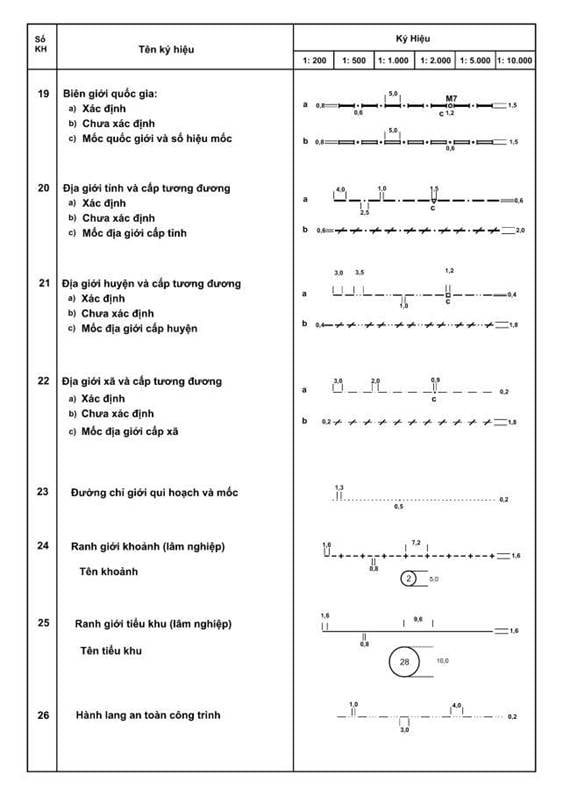 Số KH
Tên ký hiệu
Ký Hiệu
1: 200
1: 500
1: 1.000
1: 2.000
1: 5.000
1: 10.000
19
Biên giới quốc gia:
a) Xác định
b) Chưa xác định
c) Mốc quốc giới và số hiệu mốc
a
0,8
0,6
5,0
M7
c 1,2
1,5
b
0,8
5,0
0,6
1,5
20
Địa giới tỉnh và cấp tương đương
a) Xác định
b) Chưa xác định
c) Mốc địa giới cấp tỉnh
a
4,0
2,5
1,0
1,5
c
0,6
b
0,6
2,0
21
Địa giới huyện và cấp tương đương
a) Xác định
b) Chưa xác định
c) Mốc địa giới cấp huyện
a
3,0
3,5
1,0
1,2
c
0,4
b
0,4
1,8
22
Địa giới xã và cấp tương đương
a) Xác định
b) Chưa xác định
c) Mốc địa giới cấp xã
a
3,0
2,0
0,9
c
0,2
b
0,2
1,8
23
Đường chỉ giới qui hoạch và mốc
1,3
0,5
0,2
24
Ranh giới khoảnh (lâm nghiệp)
Tên khoảnh
1,6
0,8
7,2
1,6
2
5,0
25
Ranh giới tiểu khu (lâm nghiệp)
Tên tiểu khu
1,6
0,8
9,6
1,6
28
10,0
26
Hành lang an toàn công trình
1,0
3,0
4,0
0,2